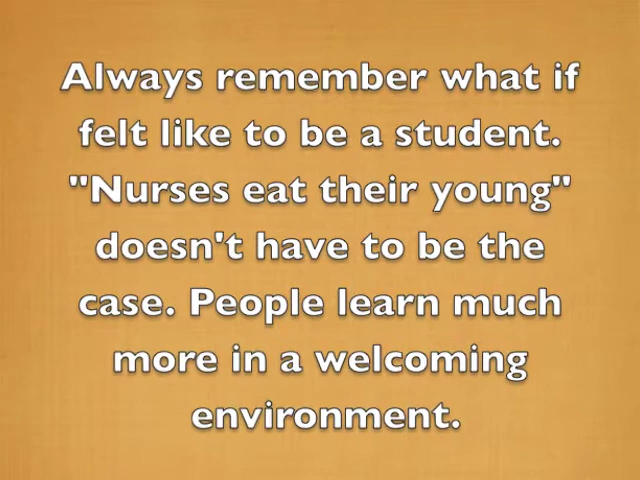 Always remember what if
felt like to be a student.
"Nurses eat their young"
doesn't have to be the
case. People learn much
more in a welcoming
environment.